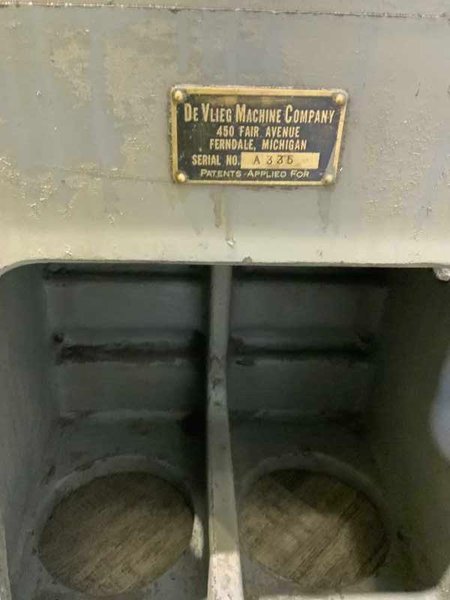 De Vlieg Machine Company
450 Fair Avenue
Ferndale, Michigan
Serial No. A 335
Patents Applied For